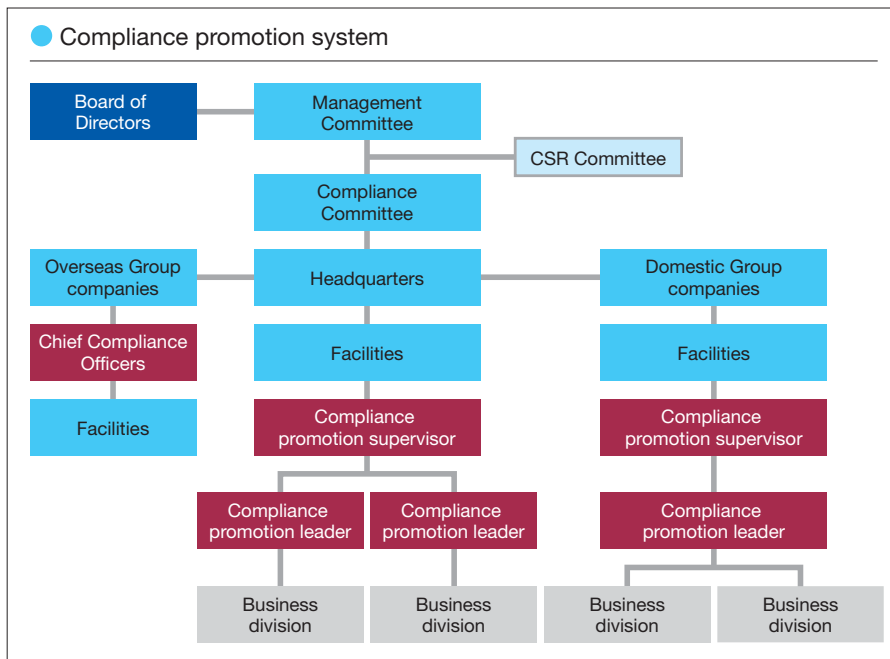 Compliance promotion system
Board of
Directors
Management
Committee
CSR Committee
Compliance
Committee
Overseas Group
companies
Headquarters
Domestic Group
companies
Chief Compliance
Officers
Facilities
Facilities
Facilities
Compliance
promotion supervisor
Compliance
promotion supervisor
Compliance
promotion leader
Compliance
promotion leader
Compliance
promotion leader
Business
division
Business
division
Business
division
Business
division